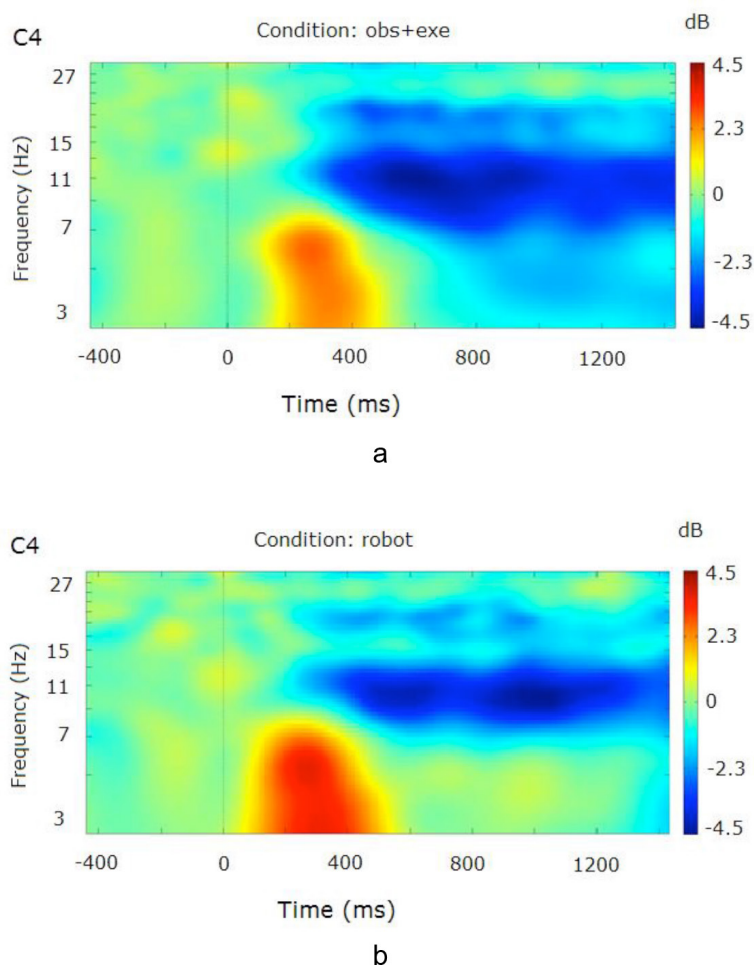 C4
Condition: obs+exe
dB
Frequency (Hz)
27
15
11
7
3
4.5
2.3
0
-2.3
-4.5
-400 0 400 800 1200
Time (ms)
a
C4
Condition: robot
dB
Frequency (Hz)
27
15
11
7
3
4.5
2.3
0
-2.3
-4.5
-400 0 400 800 1200
Time (ms)
b